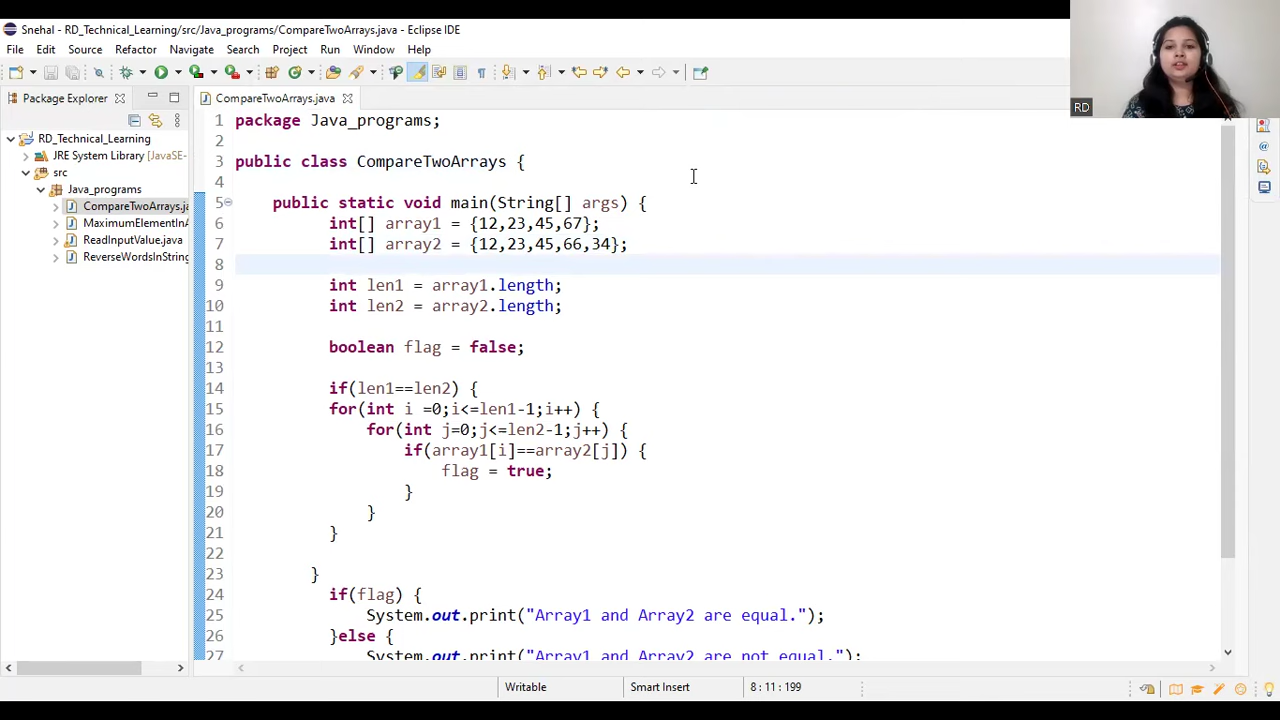 Snehal - RD_Technical_Learning/src/Java_programs/CompareTwoArrays.java - Eclipse IDE
File Edit Source Refactor Navigate Search Project Run Window Help
Package Explorer
CompareTwoArrays.java
RD_Technical_Learning
JRE System Library [JavaSE-
src
Java_programs
CompareTwoArrays.ja
MaximumElementInA
ReadInputValue.java
ReverseWordsInString
1 package Java_programs;
2
3 public class CompareTwoArrays {
4
5 public static void main(String[] args) {
6 int[] array1 = {12,23,45,67};
7 int[] array2 = {12,23,45,66,34};
8
9 int len1 = array1.length;
10 int len2 = array2.length;
11
12 boolean flag = false;
13
14 if(len1==len2) {
15 for(int i =0;i<=len1-1;i++) {
16 for(int j=0;j<=len2-1;j++) {
17 if(array1[i]==array2[j]) {
18 flag = true;
19 }
20 }
21 }
22
23 }
24 if(flag) {
25 System.out.print("Array1 and Array2 are equal.");
26 }else {
27 System.out.print("Array1 and Array2 are not equal.");
RD
Writable
Smart Insert
8 : 11 : 199